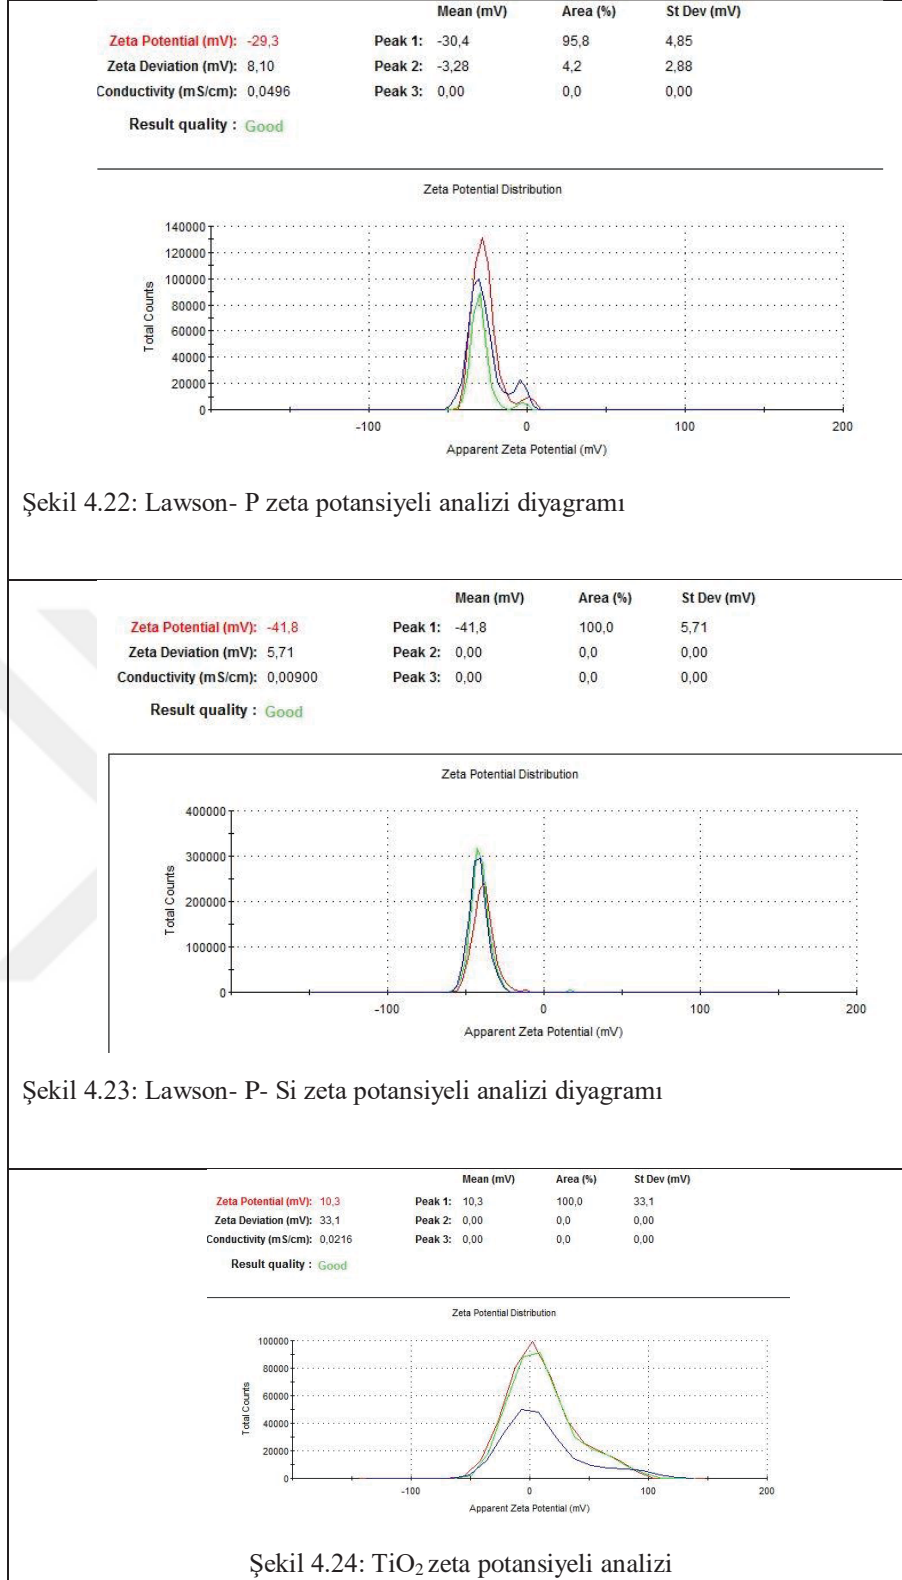 Mean (mV) Area (%) St Dev (mV)
Zeta Potential (mV): -29,3 Peak 1: -30,4 95,8 4,85
Zeta Deviation (mV): 8,10 Peak 2: -3,28 4,2 2,88
Conductivity (mS/cm): 0,0496 Peak 3: 0,00 0,0 0,00
Result quality : Good
Zeta Potential Distribution
140000
120000
100000
80000
60000
40000
20000
0
Total Counts
-100 0 100 200
Apparent Zeta Potential (mV)
Şekil 4.22: Lawson- P zeta potansiyeli analizi diyagramı
Mean (mV) Area (%) St Dev (mV)
Zeta Potential (mV): -41,8 Peak 1: -41,8 100,0 5,71
Zeta Deviation (mV): 5,71 Peak 2: 0,00 0,0 0,00
Conductivity (mS/cm): 0,00900 Peak 3: 0,00 0,0 0,00
Result quality : Good
Zeta Potential Distribution
400000
300000
200000
100000
0
Total Counts
-100 0 100 200
Apparent Zeta Potential (mV)
Şekil 4.23: Lawson- P- Si zeta potansiyeli analizi diyagramı
Mean (mV) Area (%) St Dev (mV)
Zeta Potential (mV): 10,3 Peak 1: 10,3 100,0 33,1
Zeta Deviation (mV): 33,1 Peak 2: 0,00 0,0 0,00
Conductivity (mS/cm): 0,0216 Peak 3: 0,00 0,0 0,00
Result quality : Good
Zeta Potential Distribution
100000
80000
60000
40000
20000
0
Total Counts
-100 0 100 200
Apparent Zeta Potential (mV)
Şekil 4.24: TiO₂ zeta potansiyeli analizi